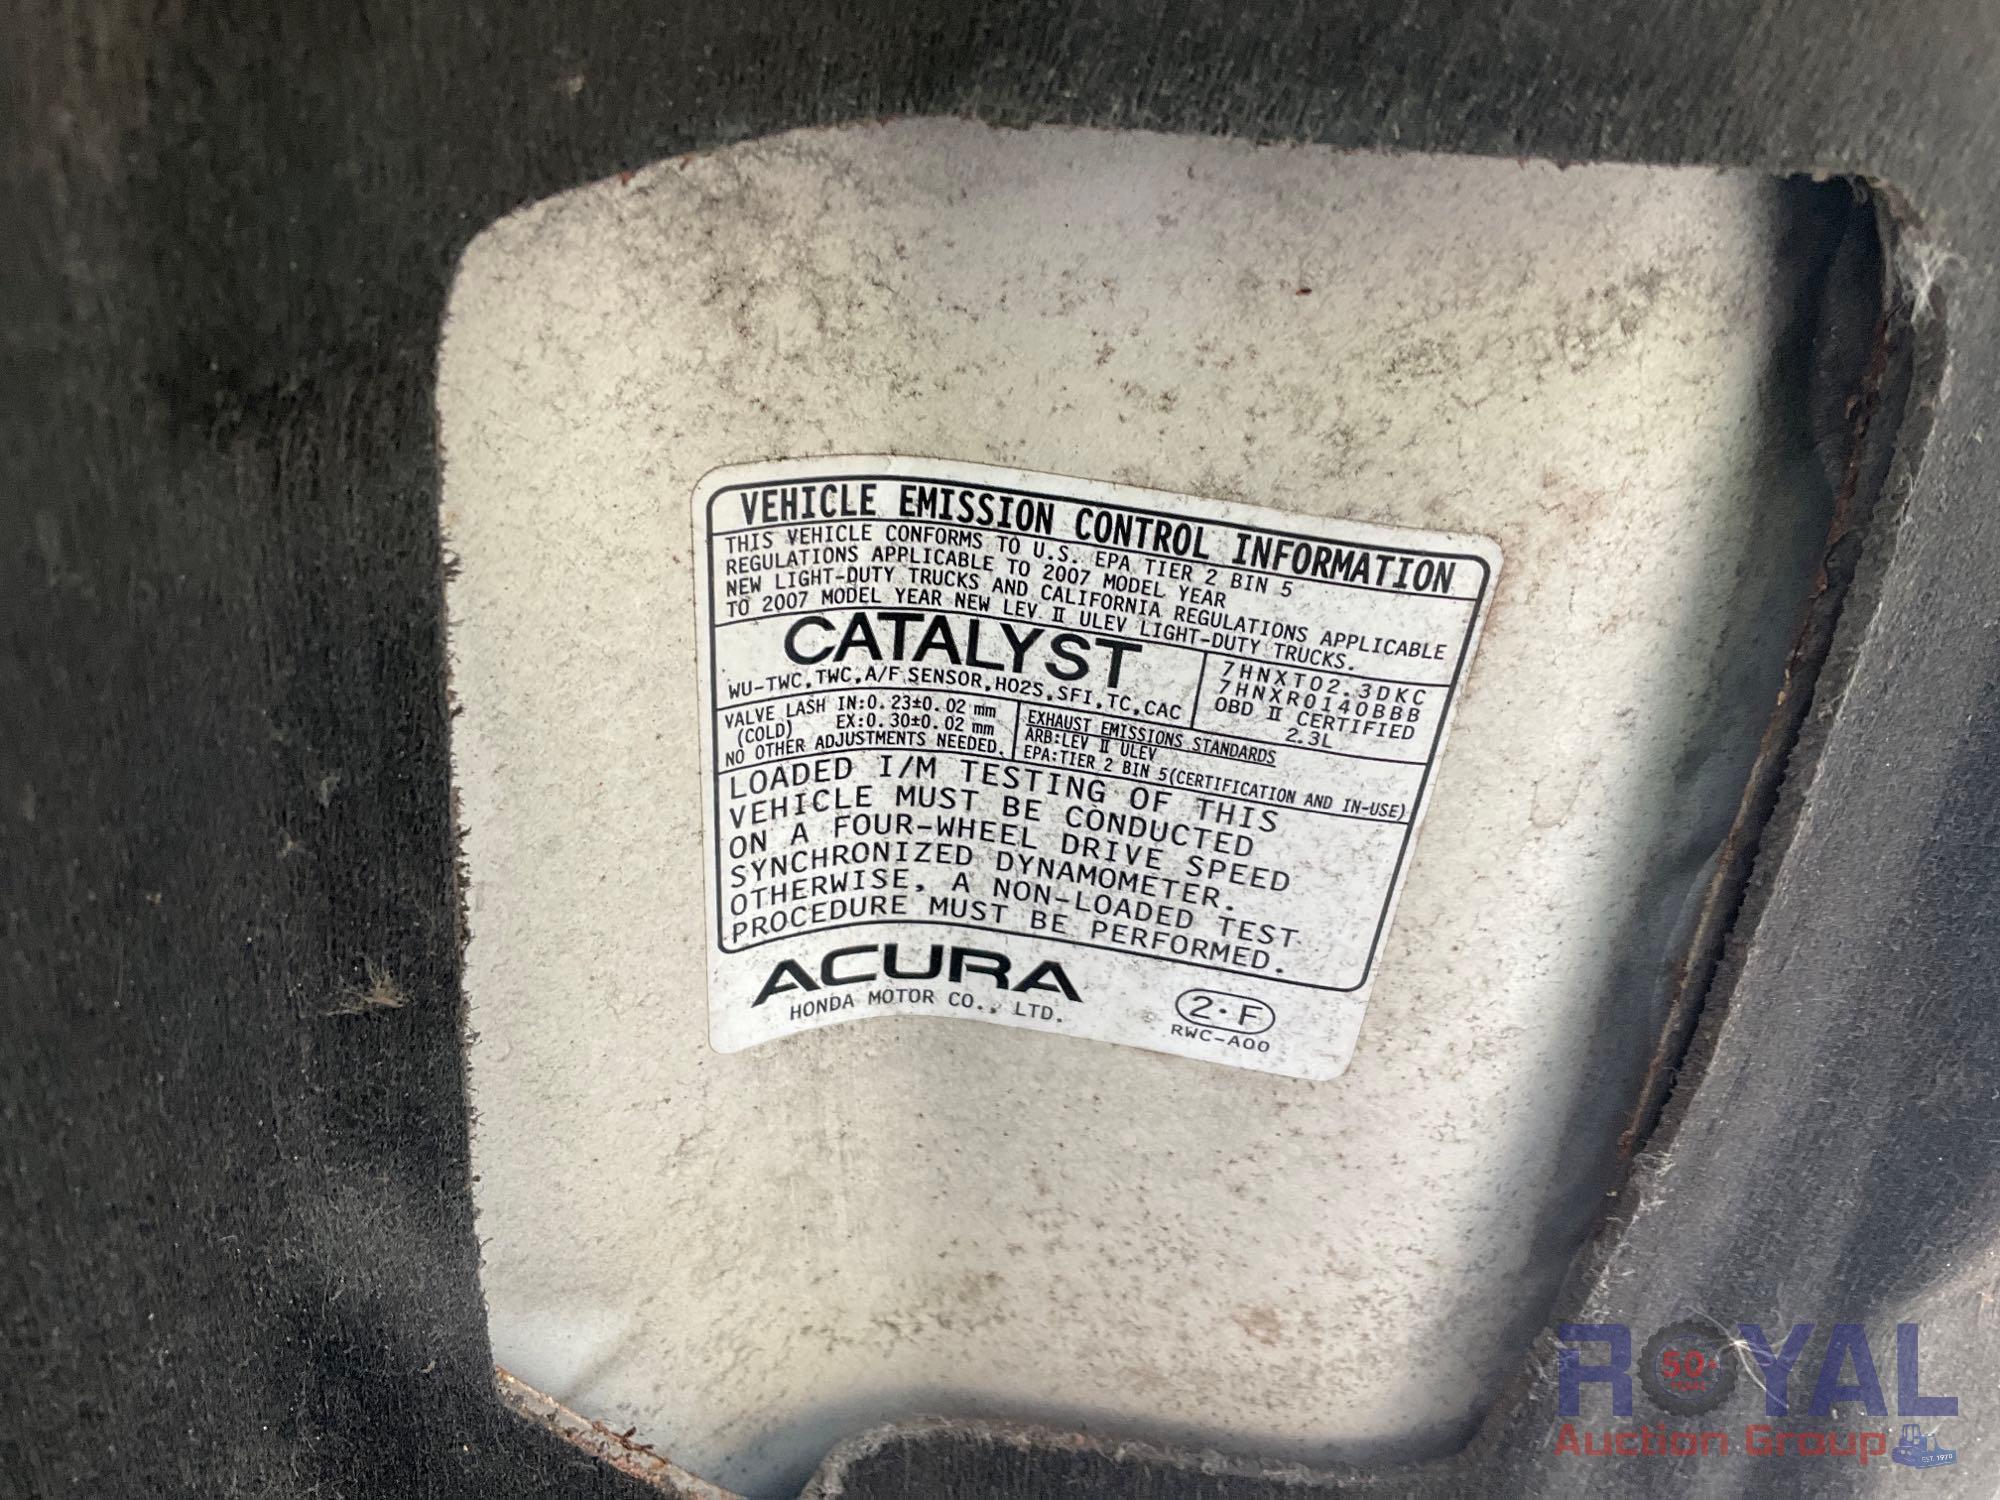 VEHICLE EMISSION CONTROL INFORMATION
THIS VEHICLE CONFORMS TO U.S. EPA TIER 2 BIN 5
REGULATIONS APPLICABLE TO 2007 MODEL YEAR
NEW LIGHT-DUTY TRUCKS AND CALIFORNIA REGULATIONS APPLICABLE
TO 2007 MODEL YEAR NEW LEV II ULEV LIGHT-DUTY TRUCKS.
CATALYST
WU-TWC, TWC, A/F SENSOR, HO2S, SFI, TC, CAC
7HNXT02.3DKC
7HNXR0140BBB
OBD II CERTIFIED
2.3L
VALVE LASH IN:0.23±0.02 mm
(COLD) EX:0.30±0.02 mm
NO OTHER ADJUSTMENTS NEEDED.
EXHAUST EMISSIONS STANDARDS
ARB:LEV II ULEV
EPA:TIER 2 BIN 5(CERTIFICATION AND IN-USE)
LOADED I/M TESTING OF THIS
VEHICLE MUST BE CONDUCTED
ON A FOUR-WHEEL DRIVE SPEED
SYNCHRONIZED DYNAMOMETER.
OTHERWISE, A NON-LOADED TEST
PROCEDURE MUST BE PERFORMED.
ACURA
HONDA MOTOR CO., LTD.
2·F
RWC-A00
ROYAL
50+
YEARS
Auction Group
EST. 1970